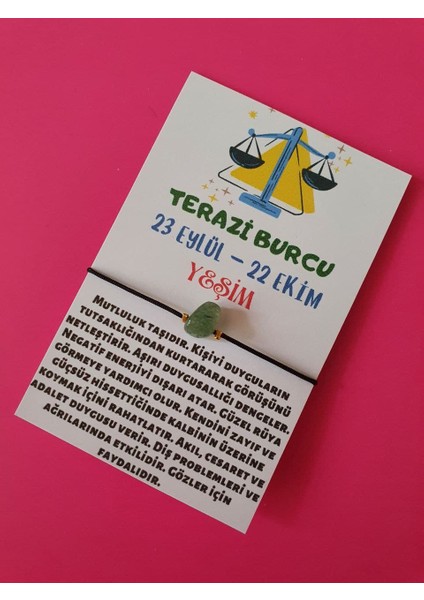 TERAZİ BURCU
23 EYLÜL – 22 EKİM
YEŞİM
MUTLULUK TAŞIDIR. KİŞİYİ DUYGULARIN
TUTSAKLIĞINDAN KURTARARAK GÖRÜŞÜNÜ
NETLEŞTİRİR. AŞIRI DUYGUSALLIĞI DENGELER.
NEGATİF ENERJİYİ DIŞARI ATAR. GÜZEL RÜYA
GÖRMEYE YARDIMCI OLUR. KENDİNİ ZAYIF VE
GÜÇSÜZ HİSSETTİĞİNDE KALBİNİN ÜZERİNE
KOYMAK İÇİNİ RAHATLATIR. AKIL, CESARET VE
ADALET DUYGUSU VERİR. DİŞ PROBLEMLERİ VE
AĞRILARINDA ETKİLİDİR. GÖZLER İÇİN
FAYDALIDIR.